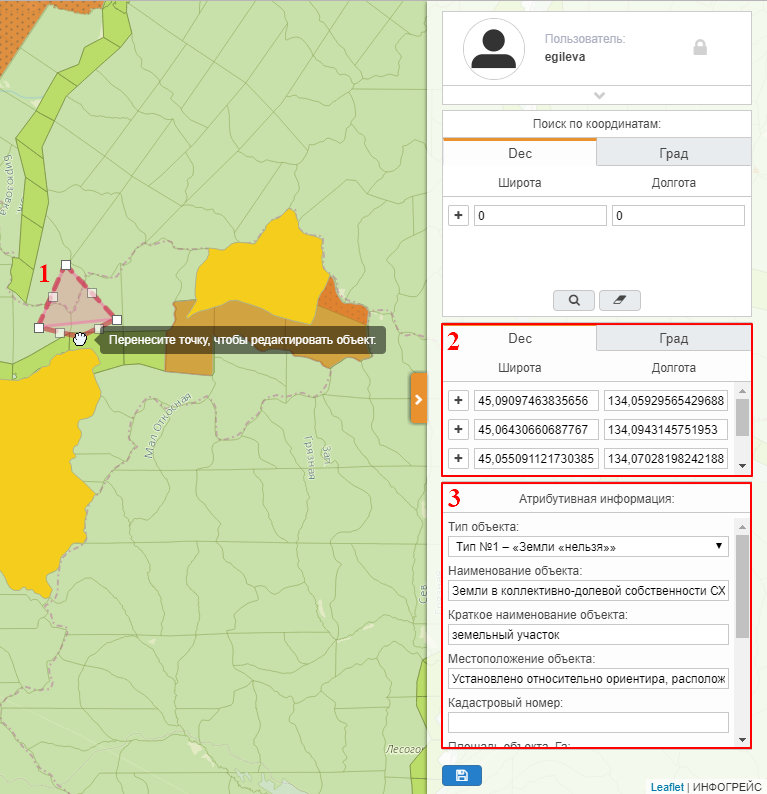 Пользователь:
egileva
Поиск по координатам:
Dec
Град
Широта
Долгота
+
0
0
Бирюзовка
1
Перенесите точку, чтобы редактировать объект.
Мал Откосная
Зап
Грязная
Сев
Лесогор
2
Dec
Град
Широта
Долгота
+
45,09097463835656
134,05929565429688
+
45,06430660687767
134,0943145751953
+
45,055091121730385
134,07028198242188
3
Атрибутивная информация:
Тип объекта:
Тип №1 – «Земли «нельзя»»
Наименование объекта:
Земли в коллективно-долевой собственности СХ
Краткое наименование объекта:
земельный участок
Местоположение объекта:
Установлено относительно ориентира, располож
Кадастровый номер:
Площадь объекта, Га:
Leaflet | ИНФОГРЕЙС